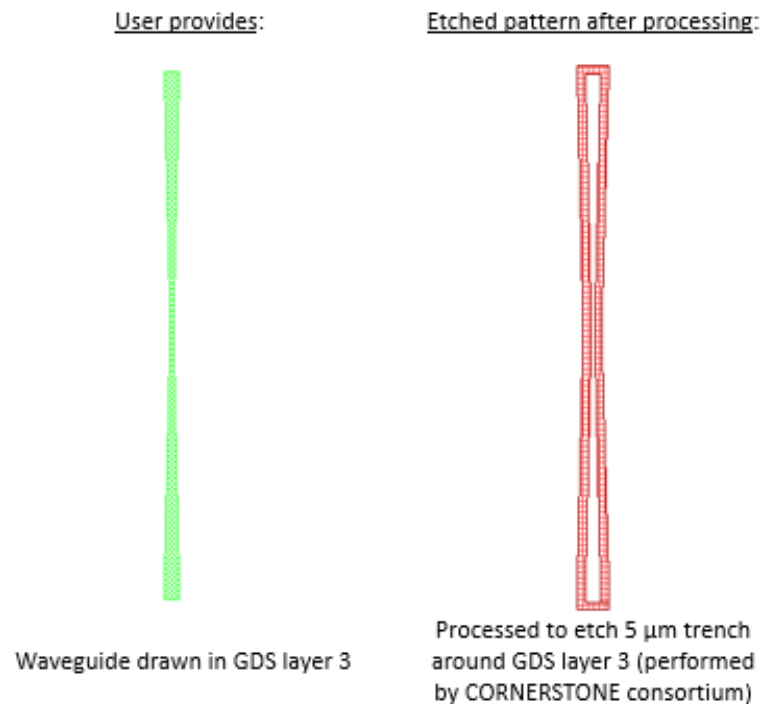 User provides:
Etched pattern after processing:
Waveguide drawn in GDS layer 3
Processed to etch 5 µm trench
around GDS layer 3 (performed
by CORNERSTONE consortium)